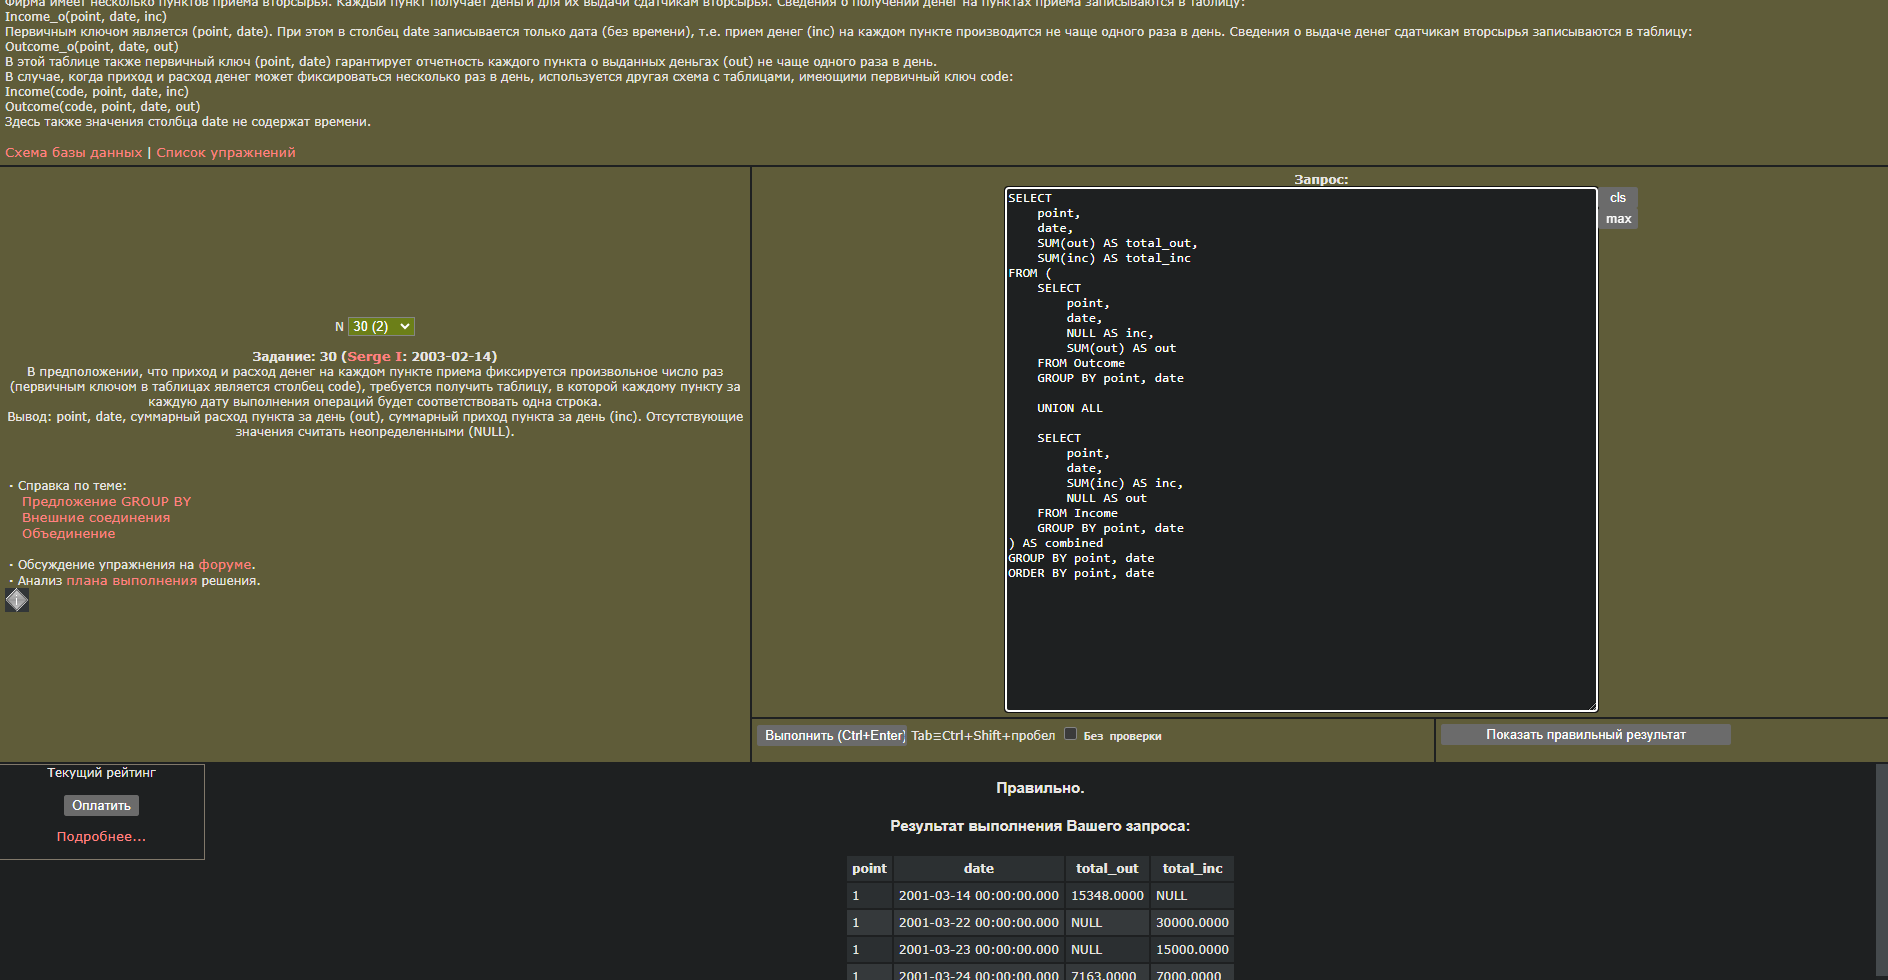 Фирма имеет несколько пунктов приема вторсырья. Каждый пункт получает деньги для их выдачи сдатчикам вторсырья. Сведения о получении денег на пунктах приема записываются в таблицу:
Income_o(point, date, inc)
Первичным ключом является (point, date). При этом в столбец date записывается только дата (без времени), т.е. прием денег (inc) на каждом пункте производится не чаще одного раза в день. Сведения о выдаче денег сдатчикам вторсырья записываются в таблицу:
Outcome_o(point, date, out)
В этой таблице также первичный ключ (point, date) гарантирует отчетность каждого пункта о выданных деньгах (out) не чаще одного раза в день.
В случае, когда приход и расход денег может фиксироваться несколько раз в день, используется другая схема с таблицами, имеющими первичный ключ code:
Income(code, point, date, inc)
Outcome(code, point, date, out)
Здесь также значения столбца date не содержат времени.
Схема базы данных | Список упражнений
N 30 (2)
Задание: 30 (Serge I: 2003-02-14)
В предположении, что приход и расход денег на каждом пункте приема фиксируется произвольное число раз
(первичным ключом в таблицах является столбец code), требуется получить таблицу, в которой каждому пункту за
каждую дату выполнения операций будет соответствовать одна строка.
Вывод: point, date, суммарный расход пункта за день (out), суммарный приход пункта за день (inc). Отсутствующие
значения считать неопределенными (NULL).
· Справка по теме:
Предложение GROUP BY
Внешние соединения
Объединение
· Обсуждение упражнения на форуме.
· Анализ плана выполнения решения.
Запрос:
SELECT
point,
date,
SUM(out) AS total_out,
SUM(inc) AS total_inc
FROM (
SELECT
point,
date,
NULL AS inc,
SUM(out) AS out
FROM Outcome
GROUP BY point, date
UNION ALL
SELECT
point,
date,
SUM(inc) AS inc,
NULL AS out
FROM Income
GROUP BY point, date
) AS combined
GROUP BY point, date
ORDER BY point, date
cls
max
Выполнить (Ctrl+Enter) Tab≡Ctrl+Shift+пробел Без проверки
Показать правильный результат
Текущий рейтинг
Оплатить
Подробнее...
Правильно.
Результат выполнения Вашего запроса:
point date total_out total_inc
1 2001-03-14 00:00:00.000 15348.0000 NULL
1 2001-03-22 00:00:00.000 NULL 30000.0000
1 2001-03-23 00:00:00.000 NULL 15000.0000
1 2001-03-24 00:00:00.000 7163.0000 7000.0000